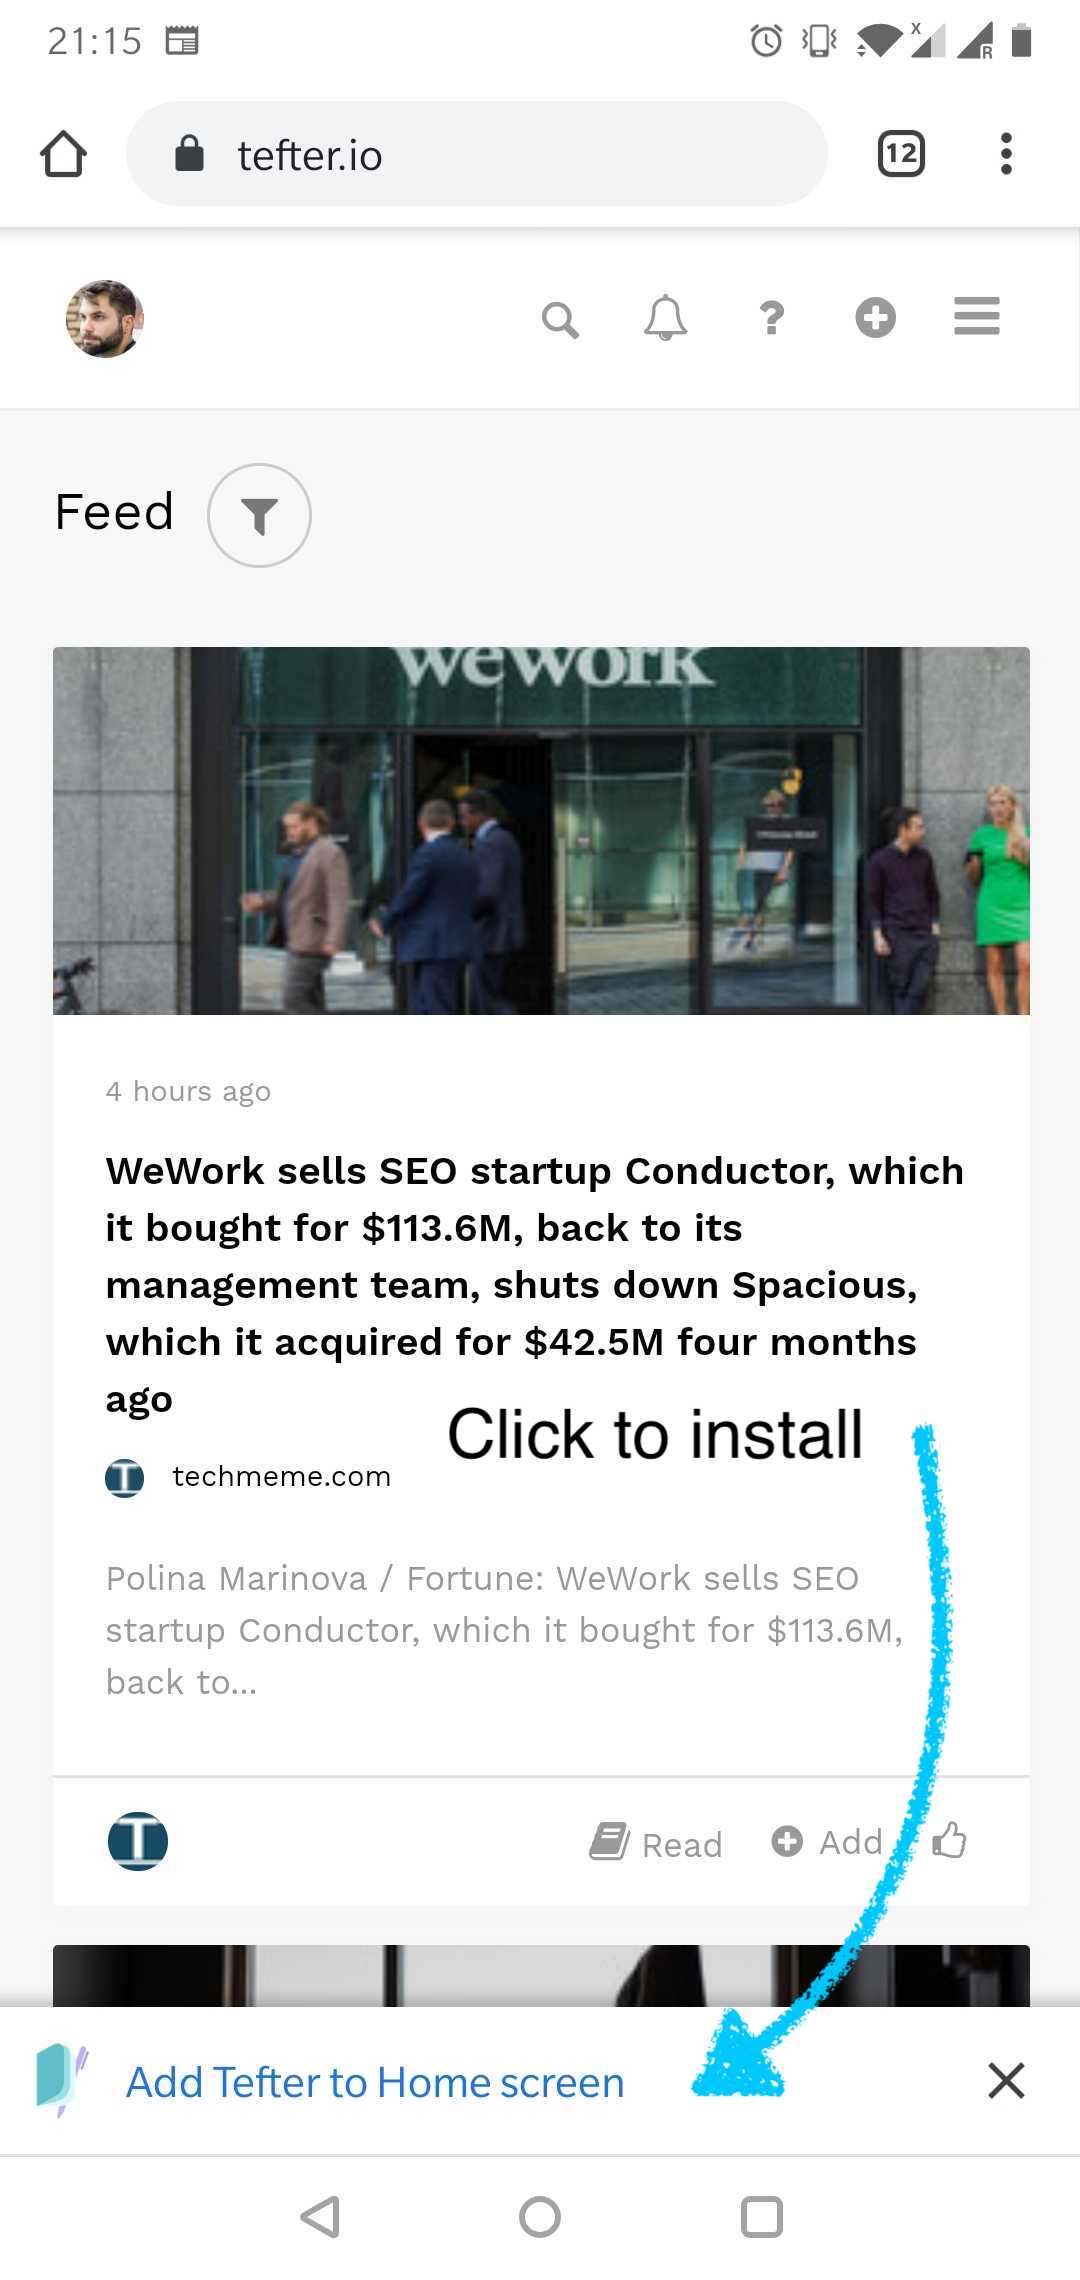 21:15
x
R
tefter.io
12
?
Feed
wework
4 hours ago
WeWork sells SEO startup Conductor, which
it bought for $113.6M, back to its
management team, shuts down Spacious,
which it acquired for $42.5M four months
ago
Click to install
techmeme.com
Polina Marinova / Fortune: WeWork sells SEO
startup Conductor, which it bought for $113.6M,
back to...
Read Add
Add Tefter to Home screen